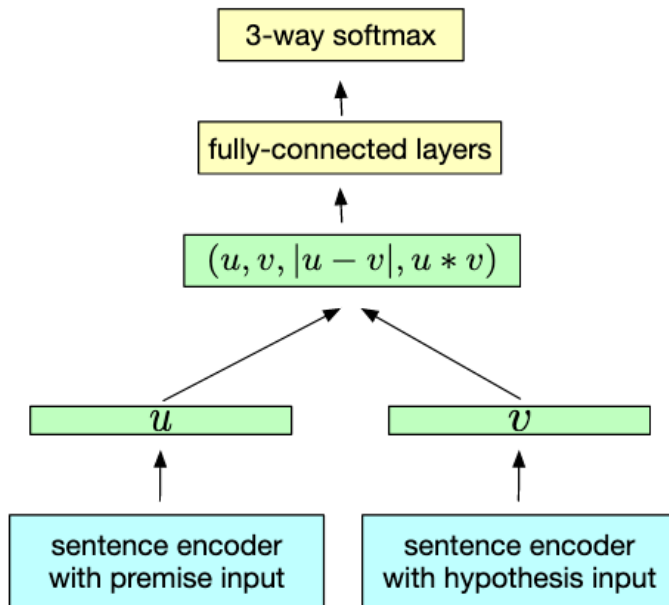 3-way softmax
fully-connected layers
(u, v, |u − v|, u ∗ v)
u
v
sentence encoder
with premise input
sentence encoder
with hypothesis input